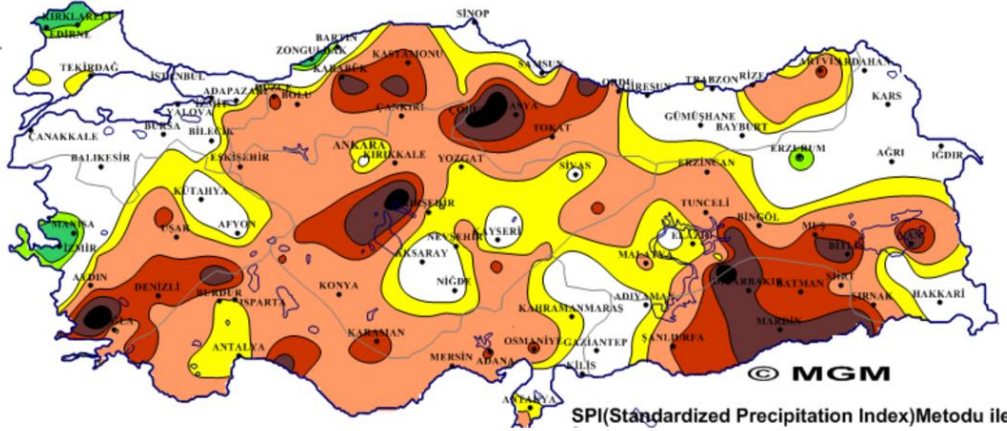 SİNOP
KIRKLARELİ
EDİRNE
BARTIN
ZONGULDAK
KASTAMONU
KARABÜK
SAMSUN
TEKİRDAĞ
İSTANBUL
ORDU
GİRESUN
TRABZON
RİZE
ARTVİN
ARDAHAN
ADAPAZARI
İZMİT
DÜZCE
BOLU
YALOVA
ÇANKIRI
KARS
ÇANAKKALE
BURSA
BİLECİK
TOKAT
GÜMÜŞHANE
BAYBURT
ANKARA
KIRIKKALE
BALIKESİR
ESKİŞEHİR
YOZGAT
SİVAS
ERZİNCAN
ERZURUM
AĞRI
IĞDIR
KÜTAHYA
TUNCELİ
BİNGÖL
MANİSA
UŞAK
AFYON
NEVŞEHİR
KAYSERİ
ELAZIĞ
MUŞ
BİTLİS
VAN
İZMİR
AKSARAY
MALATYA
AYDIN
DENİZLİ
BURDUR
ISPARTA
KONYA
NİĞDE
ADIYAMAN
BATMAN
SİİRT
ŞIRNAK
HAKKARİ
KAHRAMANMARAŞ
MARDİN
ANTALYA
KARAMAN
MERSİN
ADANA
OSMANİYE
GAZİANTEP
ŞANLIURFA
KİLİS
© MGM
ANTAKYA
SPI(Standardized Precipitation Index)Metodu ile